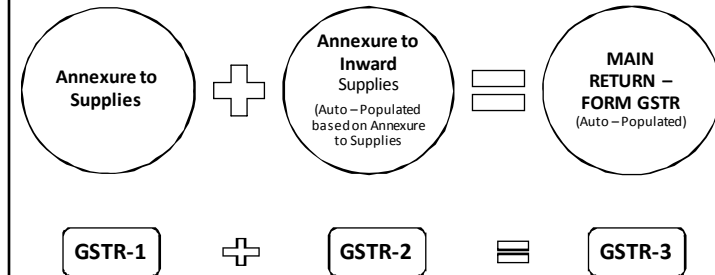 Annexure to
Supplies
Annexure to
Inward
Supplies
(Auto – Populated
based on Annexure
to Supplies
MAIN
RETURN –
FORM GSTR
(Auto – Populated)
GSTR-1
GSTR-2
GSTR-3